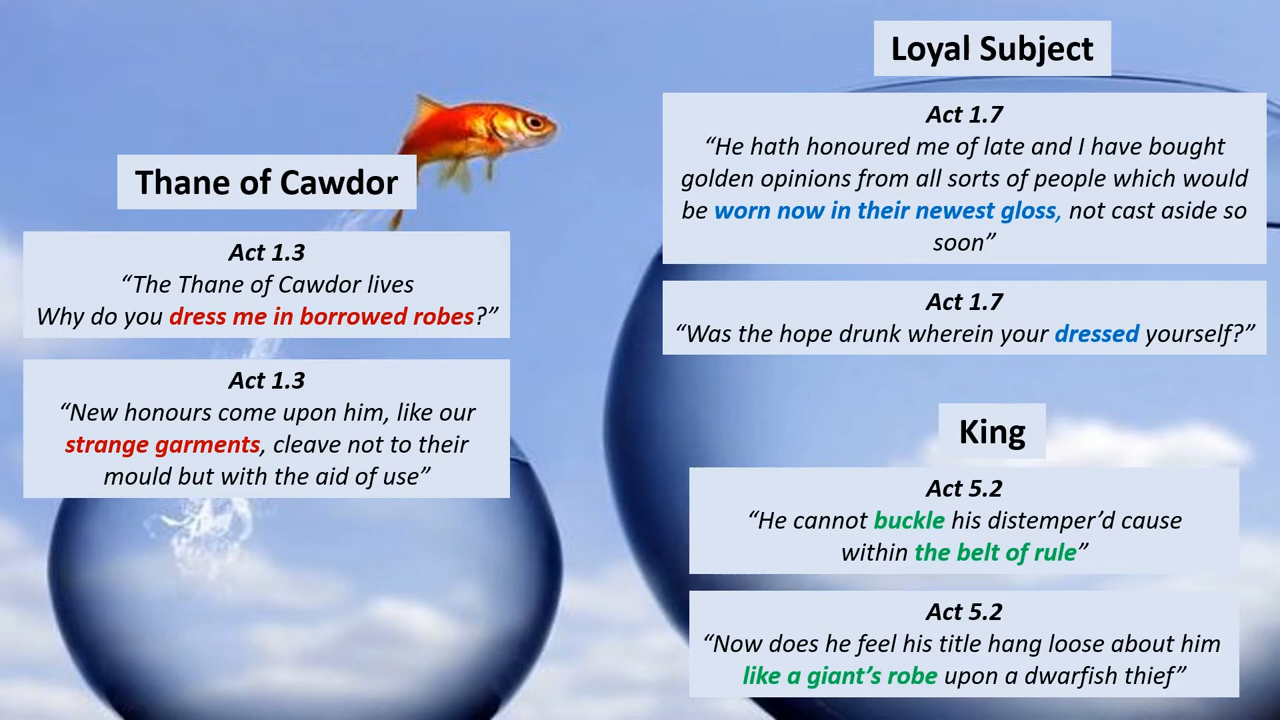 Thane of Cawdor
Act 1.3
“The Thane of Cawdor lives
Why do you dress me in borrowed robes?”
Act 1.3
“New honours come upon him, like our
strange garments, cleave not to their
mould but with the aid of use”
Loyal Subject
Act 1.7
“He hath honoured me of late and I have bought
golden opinions from all sorts of people which would
be worn now in their newest gloss, not cast aside so
soon”
Act 1.7
“Was the hope drunk wherein your dressed yourself?”
King
Act 5.2
“He cannot buckle his distemper’d cause
within the belt of rule”
Act 5.2
“Now does he feel his title hang loose about him
like a giant’s robe upon a dwarfish thief”